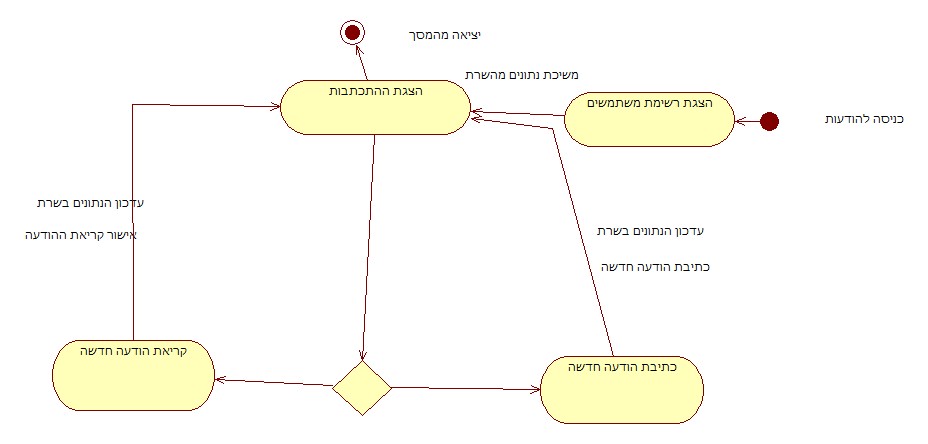 יציאה מהמסך
משיכת נתונים מהשרת
הצגת ההתכתבות
הצגת רשימת משתמשים
כניסה להודעות
עדכון הנתונים בשרת
אישור קריאת ההודעה
עדכון הנתונים בשרת
כתיבת הודעה חדשה
קריאת הודעה חדשה
כתיבת הודעה חדשה